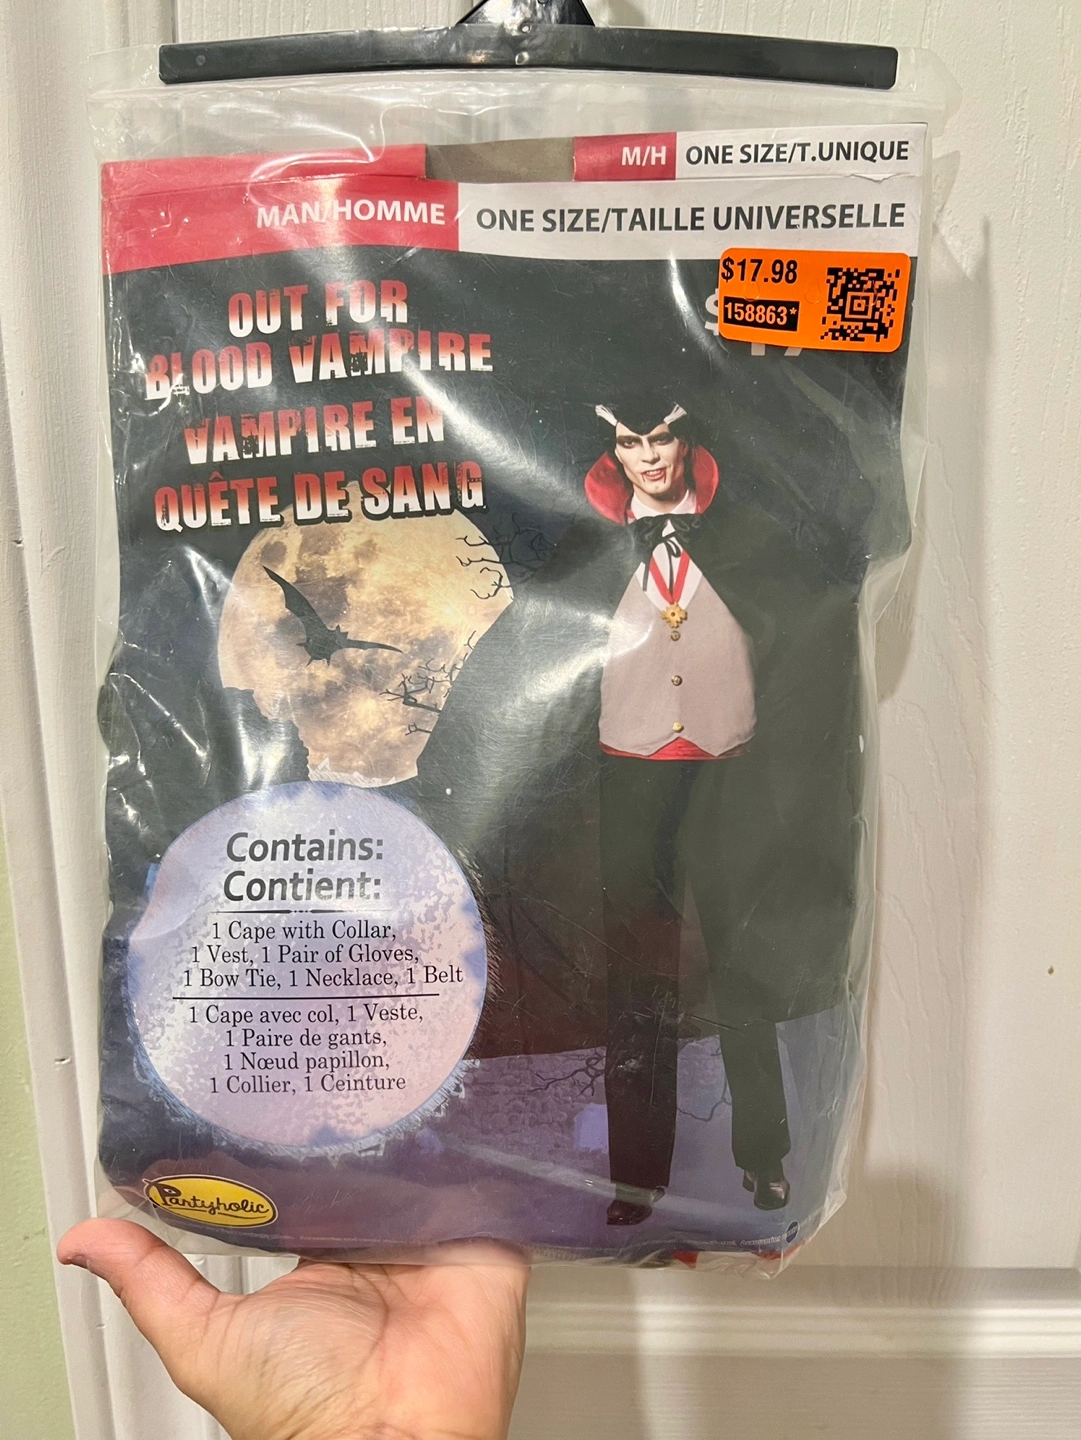 M/H ONE SIZE/T.UNIQUE
MAN/HOMME ONE SIZE/TAILLE UNIVERSELLE
$17.98
158863*
OUT FOR
BLOOD VAMPIRE
VAMPIRE EN
QUÊTE DE SANG
Contains:
Contient:
1 Cape with Collar,
1 Vest, 1 Pair of Gloves,
1 Bow Tie, 1 Necklace, 1 Belt
1 Cape avec col, 1 Veste,
1 Paire de gants,
1 Nœud papillon,
1 Collier, 1 Ceinture
Partyholic